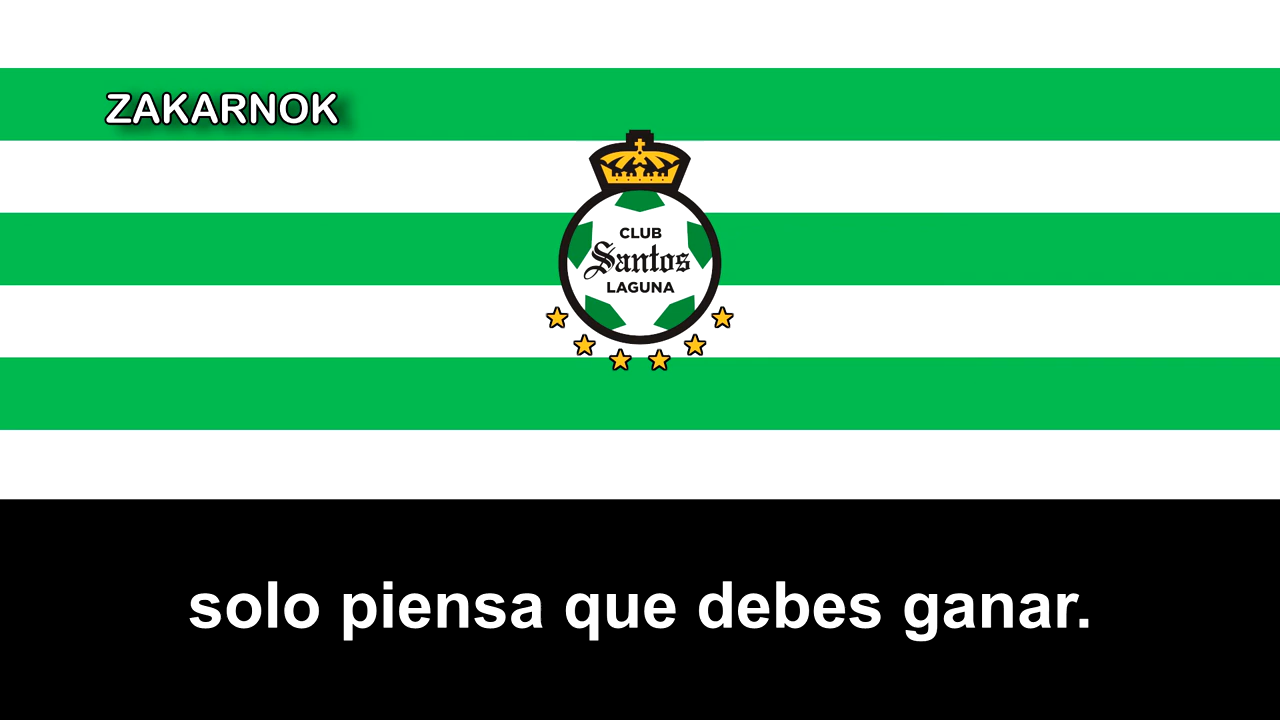 ZAKARNOK
CLUB
Santos
LAGUNA
solo piensa que debes ganar.